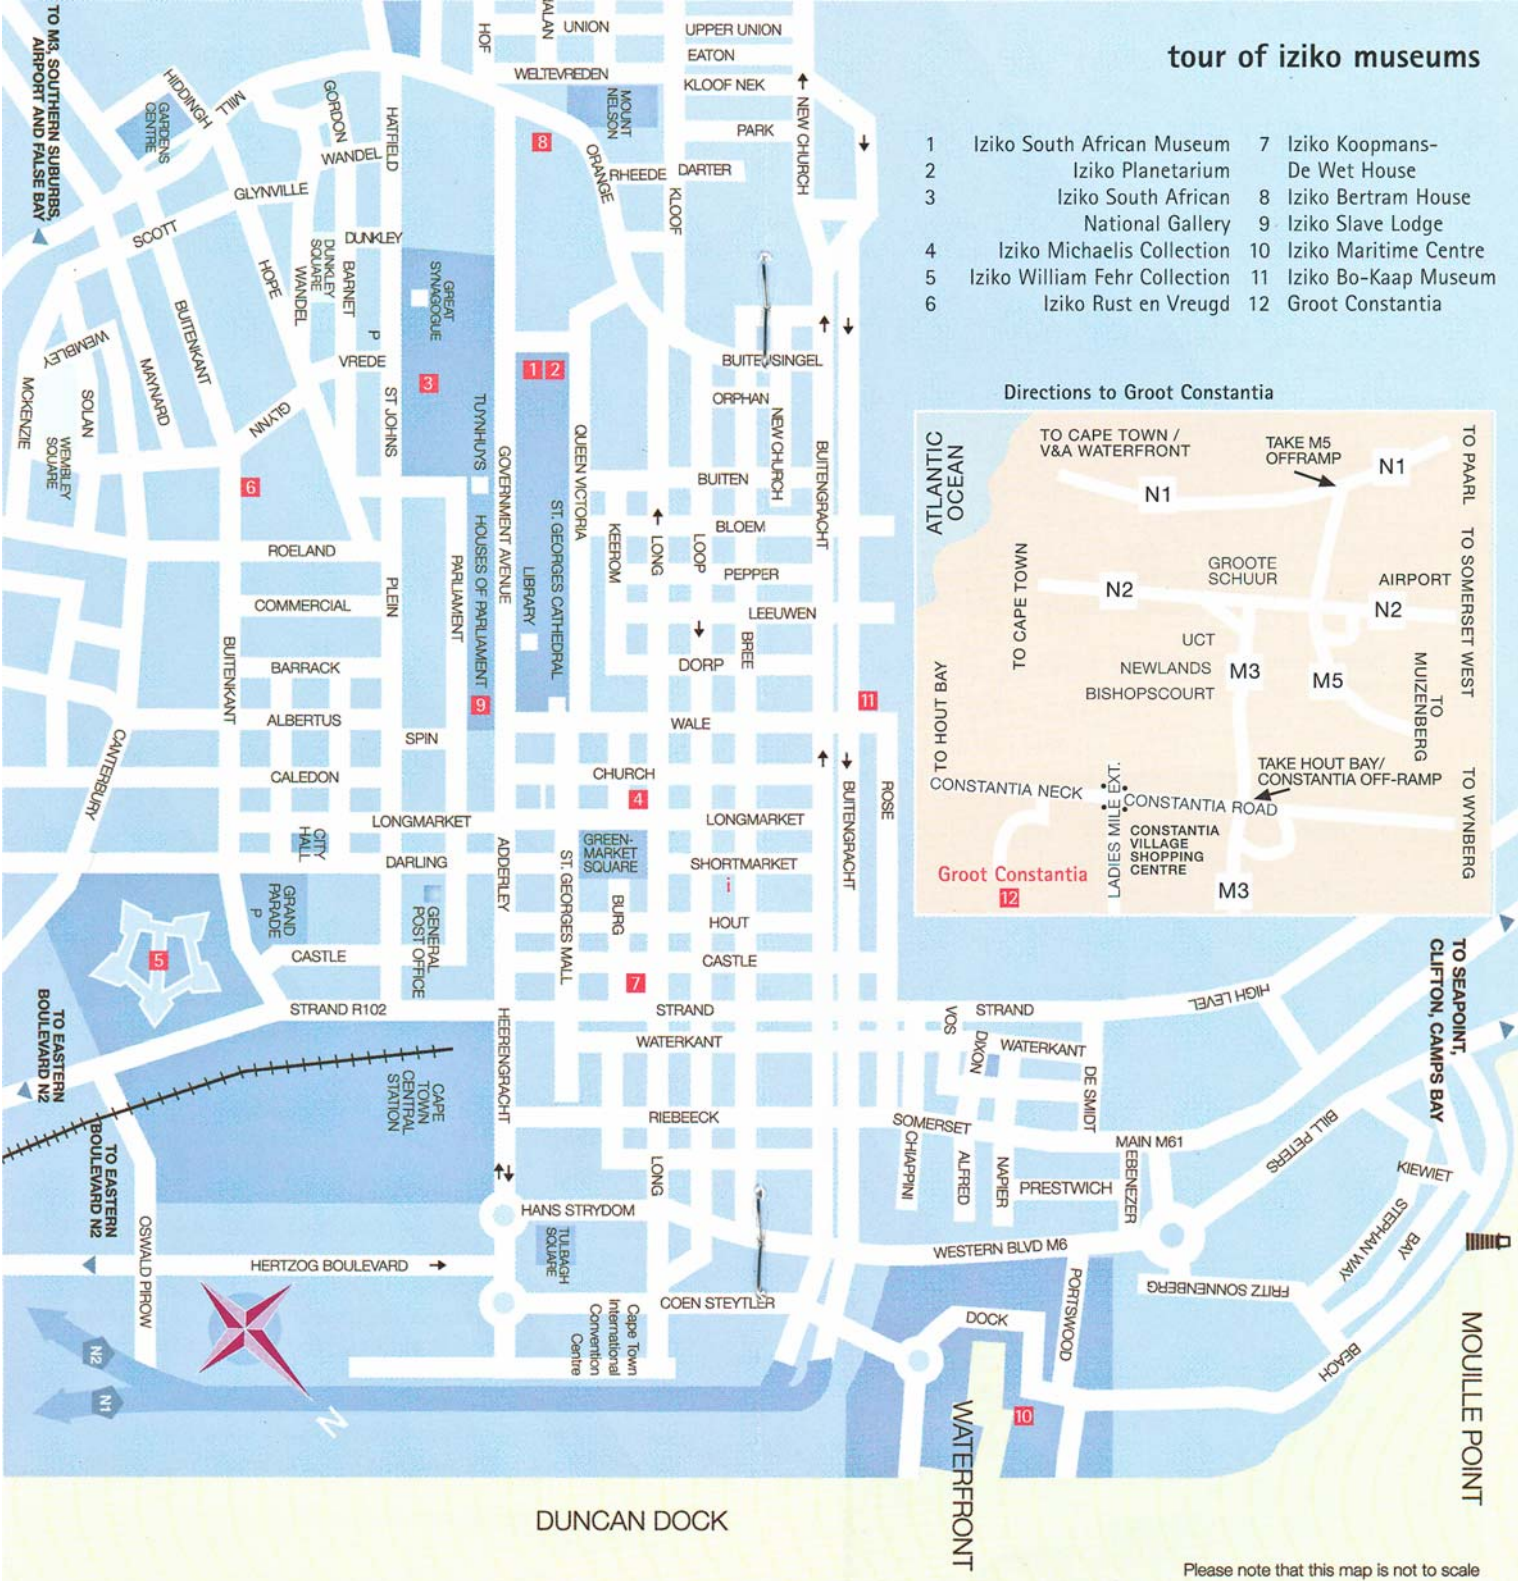 tour of iziko museums
1 Iziko South African Museum
2 Iziko Planetarium
3 Iziko South African
National Gallery
4 Iziko Michaelis Collection
5 Iziko William Fehr Collection
6 Iziko Rust en Vreugd
7 Iziko Koopmans-
De Wet House
8 Iziko Bertram House
9 Iziko Slave Lodge
10 Iziko Maritime Centre
11 Iziko Bo-Kaap Museum
12 Groot Constantia
Directions to Groot Constantia
ATLANTIC
OCEAN
TO CAPE TOWN /
V&A WATERFRONT
TAKE M5
OFFRAMP
N1
N1
TO PAARL
TO CAPE TOWN
N2
GROOTE
SCHUUR
AIRPORT
N2
TO SOMERSET WEST
UCT
NEWLANDS
BISHOPSCOURT
M3
M5
TO
MUIZENBERG
TO HOUT BAY
TAKE HOUT BAY/
CONSTANTIA OFF-RAMP
CONSTANTIA NECK
LADIES MILE EXT.
CONSTANTIA ROAD
CONSTANTIA
VILLAGE
SHOPPING
CENTRE
TO WYNBERG
Groot Constantia
12
M3
TO M3, SOUTHERN SUBURBS,
AIRPORT AND FALSE BAY
HOF
UNION
UPPER UNION
EATON
WELTEVREDEN
KLOOF NEK
HIDDINGH
MILL
GARDENS
CENTRE
GORDON
HATFIELD
MOUNT
NELSON
NEW CHURCH
PARK
8
WANDEL
ORANGE
RHEEDE
DARTER
GLYNVILLE
KLOOF
SCOTT
DUNKLEY
DUNKLEY
SQUARE
BARNET
HOPE
WANDEL
GREAT
SYNAGOGUE
P
BUITENKANT
WEMBLEY
MAYNARD
VREDE
BUITENSINGEL
1 2
3
MCKENZIE
SOLAN
WEMBLEY
SQUARE
GLYNN
ST JOHNS
TUYNHUYS
ORPHAN
NEW CHURCH
BUITENGRACHT
QUEEN VICTORIA
GOVERNMENT AVENUE
BUITEN
6
ST. GEORGES CATHEDRAL
HOUSES OF PARLIAMENT
LIBRARY
KEEROM
LONG
LOOP
BLOEM
ROELAND
PARLIAMENT
PEPPER
COMMERCIAL
PLEIN
LEEUWEN
BUITENKANT
BARRACK
DORP
BREE
9
11
ALBERTUS
SPIN
WALE
CANTERBURY
CALEDON
CHURCH
4
BUITENGRACHT
ROSE
LONGMARKET
LONGMARKET
CITY
HALL
DARLING
ADDERLEY
ST. GEORGES MALL
GREEN-
MARKET
SQUARE
SHORTMARKET
i
GRAND
PARADE
P
GENERAL
POST OFFICE
BURG
HOUT
5
CASTLE
CASTLE
7
STRAND R102
STRAND
STRAND
HIGH LEVEL
TO SEAPOINT,
CLIFTON, CAMPS BAY
TO EASTERN
BOULEVARD N2
HEERENGRACHT
WATERKANT
VOS
DIXON
WATERKANT
CAPE
TOWN
CENTRAL
STATION
DE SMIDT
RIEBEECK
SOMERSET
MAIN M61
BILL PETERS
TO EASTERN
BOULEVARD N2
CHIAPPINI
ALFRED
NAPIER
PRESTWICH
EBENEZER
KIEWIET
LONG
STEPHAN WAY
BAY
HANS STRYDOM
OSWALD PIROW
TULBAGH
SQUARE
WESTERN BLVD M6
HERTZOG BOULEVARD
FRITZ SONNENBERG
PORTSWOOD
COEN STEYTLER
Cape Town
International
Convention
Centre
DOCK
BEACH
MOUILLE POINT
N2
N1
N
10
WATERFRONT
DUNCAN DOCK
Please note that this map is not to scale